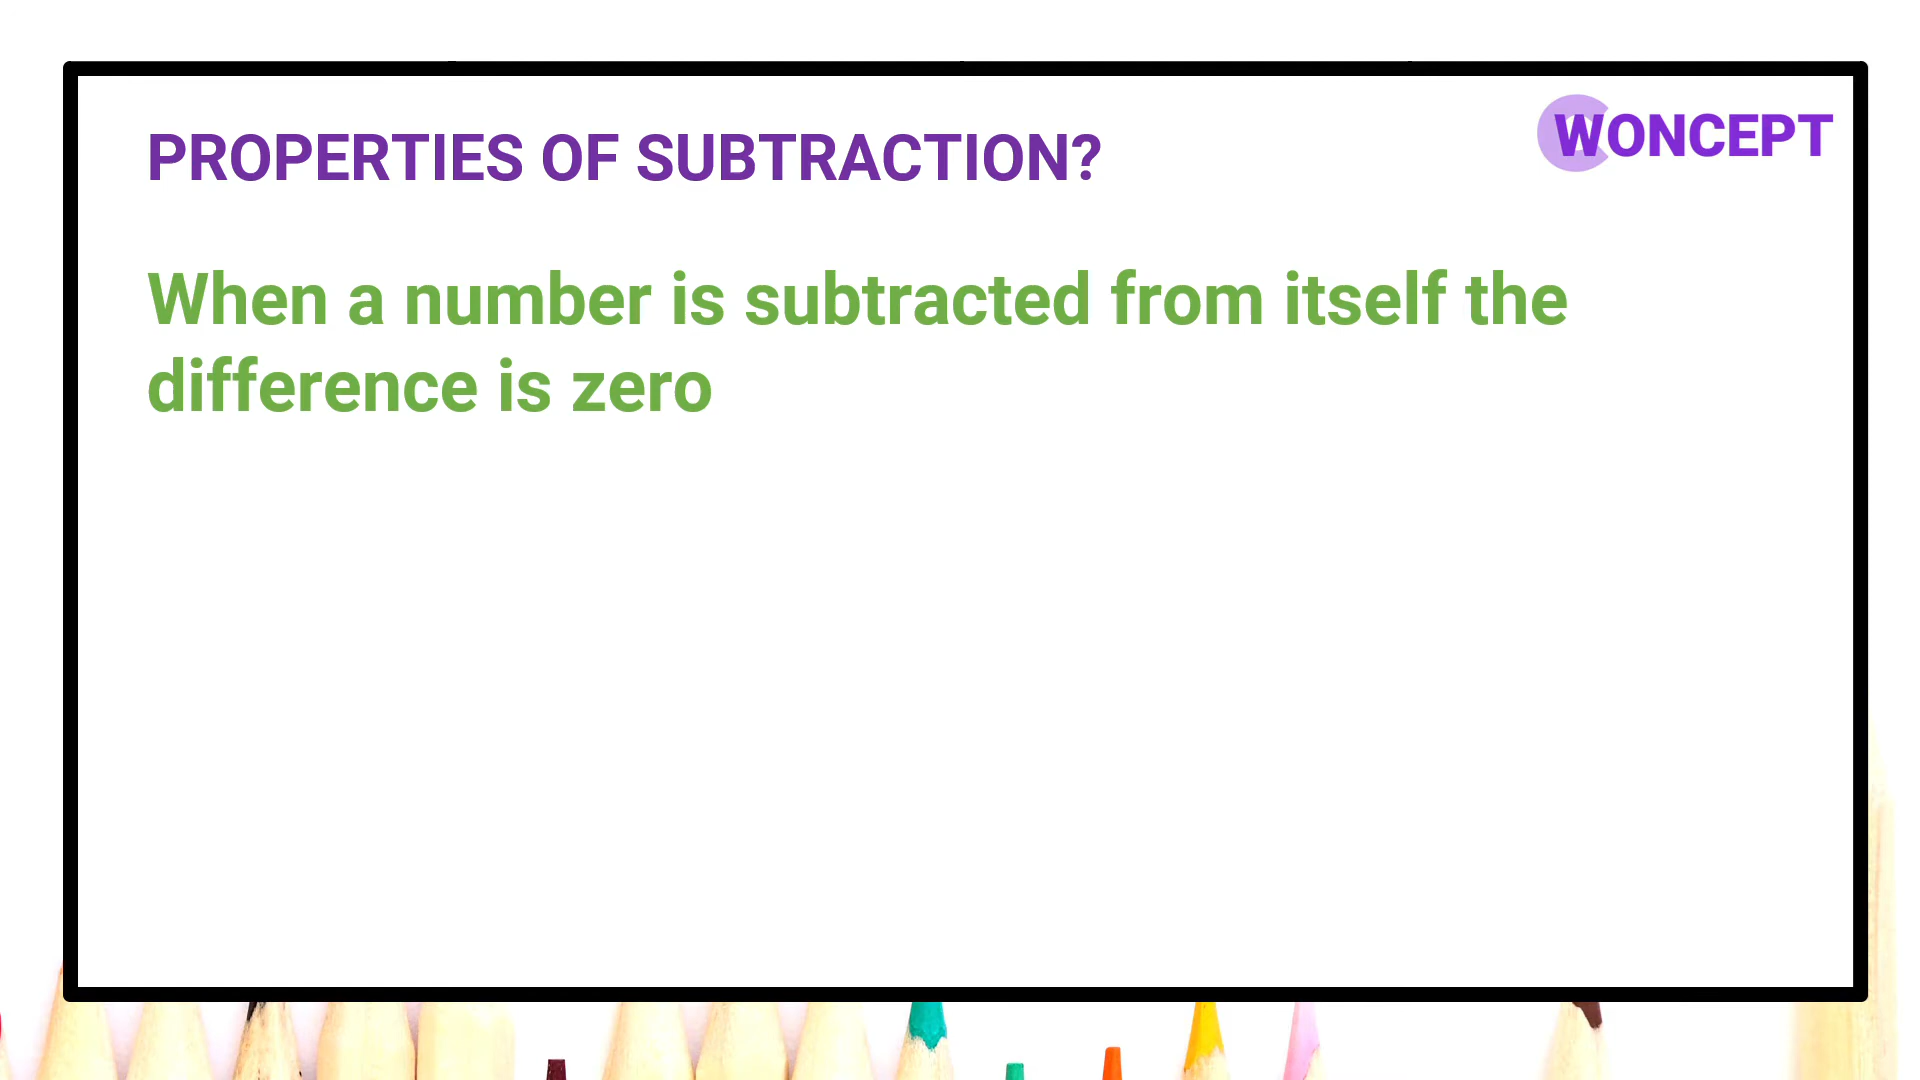 PROPERTIES OF SUBTRACTION?
WONCEPT
When a number is subtracted from itself the
difference is zero